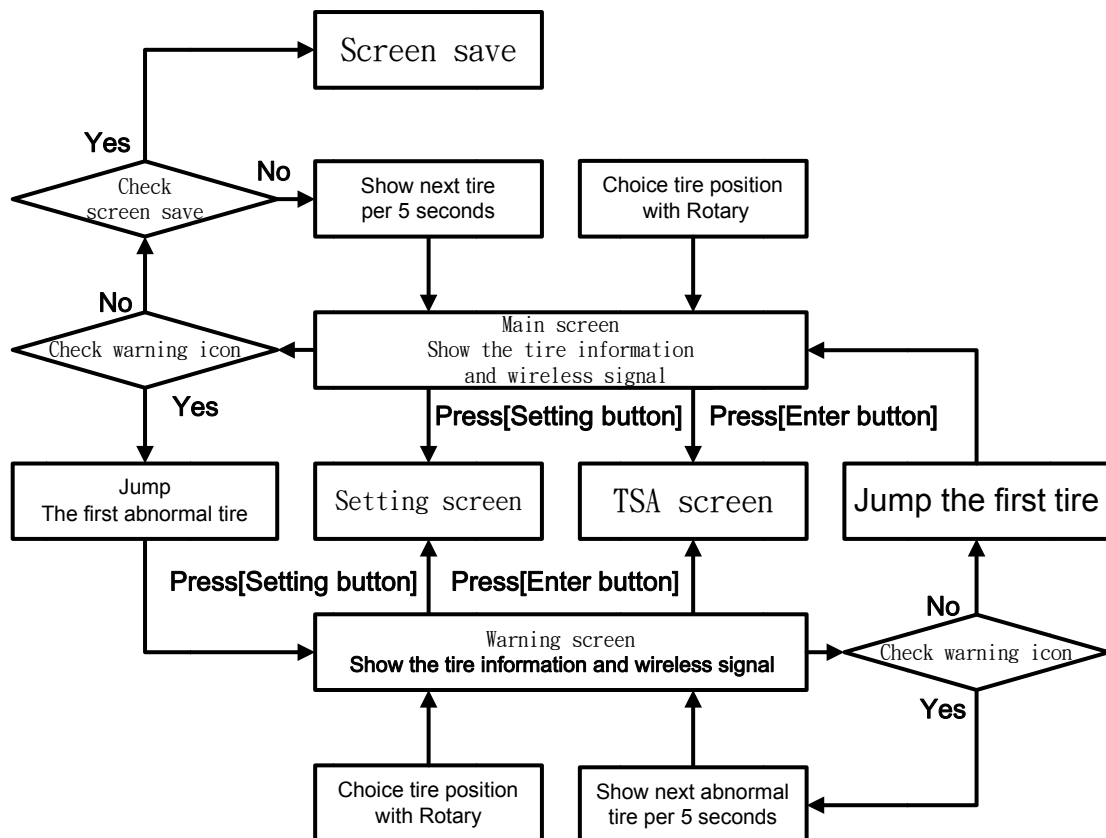 Screen save
Yes
No
Check
screen save
Show next tire
per 5 seconds
Choice tire position
with Rotary
No
Check warning icon
Main screen
Show the tire information
and wireless signal
Yes
Press[Setting button]
Press[Enter button]
Jump
The first abnormal tire
Setting screen
TSA screen
Jump the first tire
Press[Setting button]
Press[Enter button]
No
Warning screen
Show the tire information and wireless signal
Check warning icon
Yes
Choice tire position
with Rotary
Show next abnormal
tire per 5 seconds